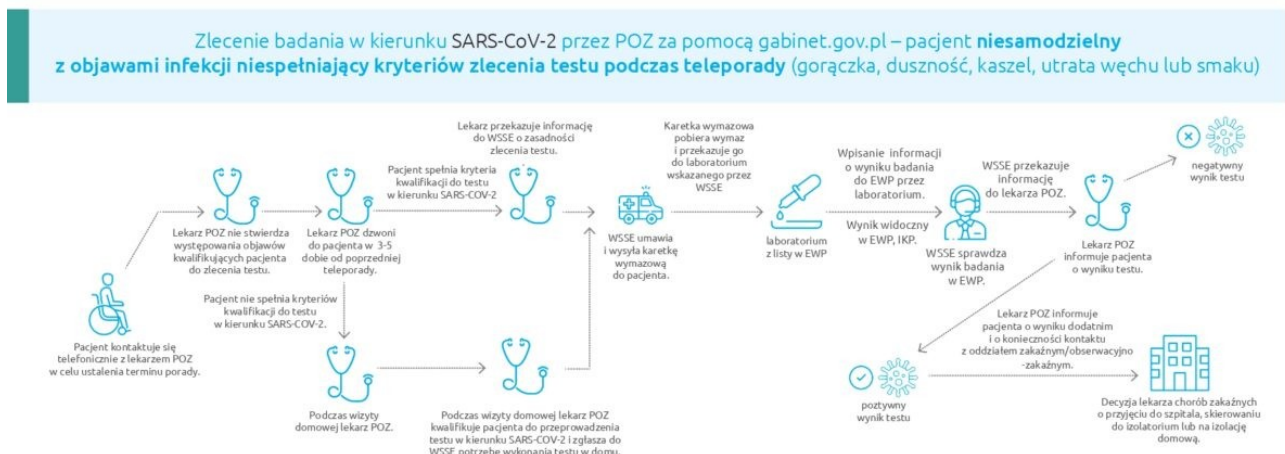 Zlecenie badania w kierunku SARS-CoV-2 przez POZ za pomocą gabinet.gov.pl – pacjent niesamodzielny
z objawami infekcji niespełniający kryteriów zlecenia testu podczas teleporady (gorączka, duszność, kaszel, utrata węchu lub smaku)
Pacjent kontaktuje się
telefonicznie z lekarzem POZ
w celu ustalenia terminu porady.
Lekarz POZ nie stwierdza
występowania objawów
kwalifikujących pacjenta
do zlecenia testu.
Lekarz POZ dzwoni
do pacjenta w 3-5
dobie od poprzedniej
teleporady.
Pacjent spełnia kryteria
kwalifikacji do testu
w kierunku SARS-COV-2
Lekarz przekazuje informację
do WSSE o zasadności
zlecenia testu.
Pacjent nie spełnia kryteriów
kwalifikacji do testu
w kierunku SARS-COV-2.
Podczas wizyty
domowej lekarz POZ.
Podczas wizyty domowej lekarz POZ
kwalifikuje pacjenta do przeprowadzenia
testu w kierunku SARS-COV-2 i zgłasza do
WSSE potrzebę wykonania testu w domu.
WSSE umawia
i wysyła karetkę
wymazową
do pacjenta.
Karetka wymazowa
pobiera wymaz
i przekazuje go
do laboratorium
wskazanego przez
WSSE
laboratorium
z listy w EWP
Wpisanie informacji
o wyniku badania
do EWP przez
laboratorium.
Wynik widoczny
w EWP, IKP.
WSSE sprawdza
wynik badania
w EWP.
WSSE przekazuje
informację
do lekarza POZ.
Lekarz POZ
informuje pacjenta
o wyniku testu.
negatywny
wynik testu
poztywny
wynik testu
Lekarz POZ informuje
pacjenta o wyniku dodatnim
i o konieczności kontaktu
z oddziałem zakaźnym/obserwacyjno
-zakaźnym.
Decyzja lekarza chorób zakaźnych
o przyjęciu do szpitala, skierowaniu
do izolatorium lub na izolację
domową.